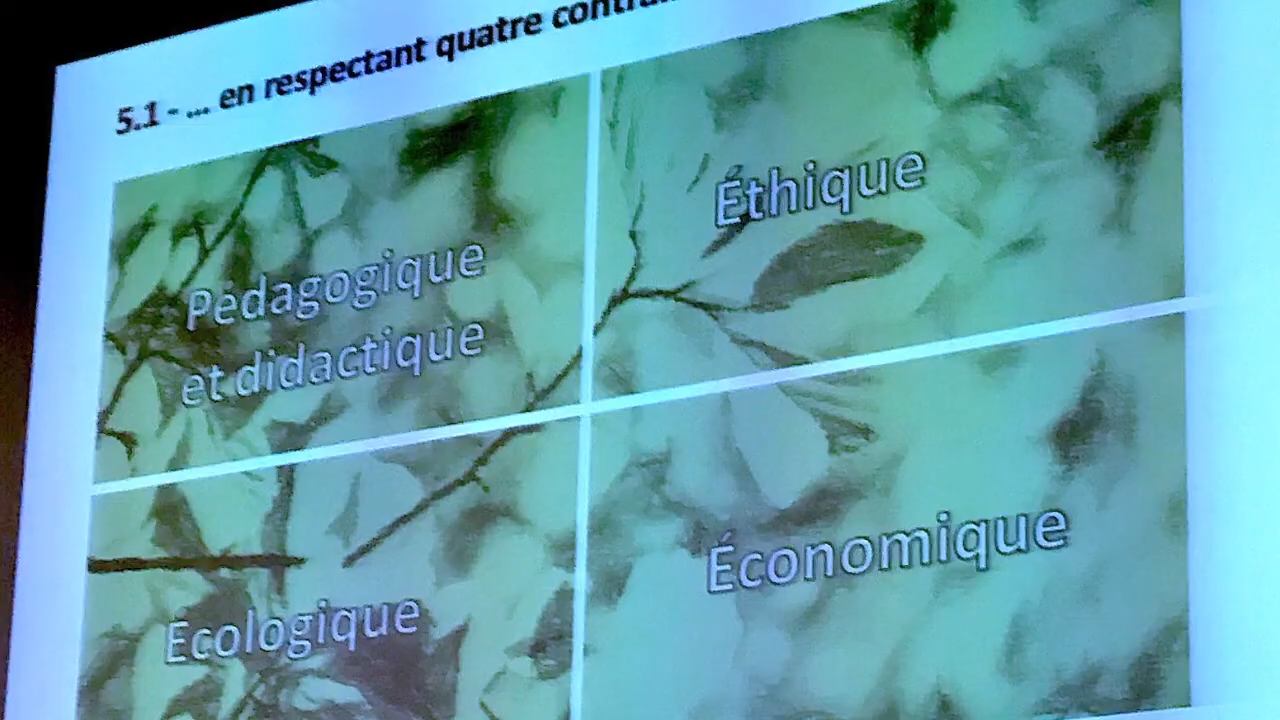 5.1 - ... en respectant quatre
Pédagogique
et didactique
Éthique
Ecologique
Économique